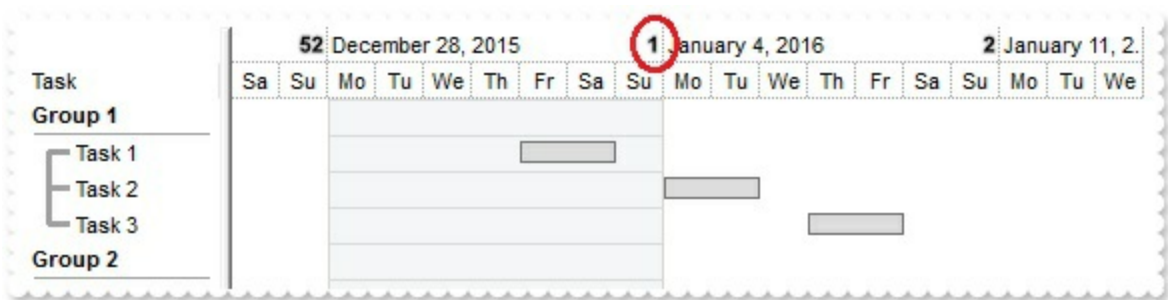 52 December 28, 2015 1 January 4, 2016 2 January 11, 2.
Task Sa Su Mo Tu We Th Fr Sa Su Mo Tu We Th Fr Sa Su Mo Tu We
Group 1
Task 1
Task 2
Task 3
Group 2